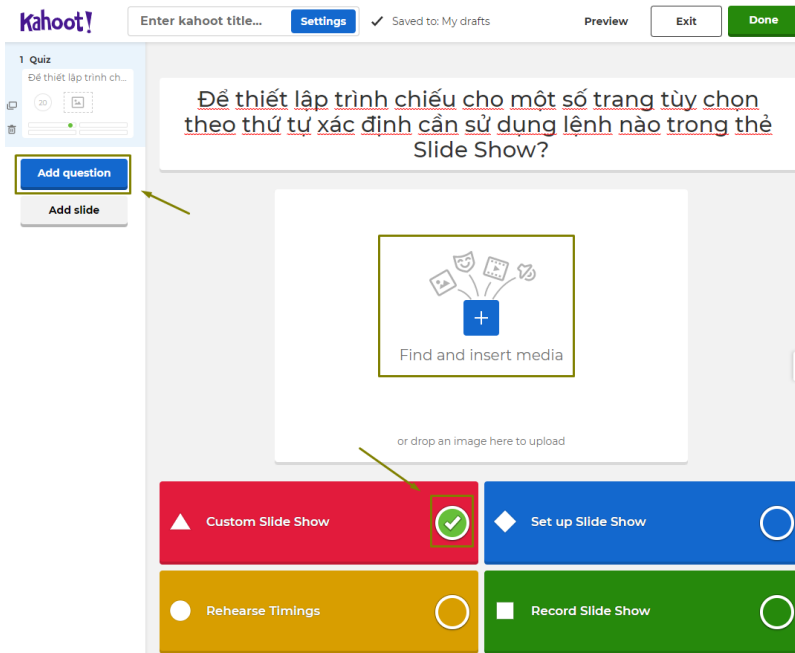 Kahoot!
Enter kahoot title...
Settings
Saved to: My drafts
Preview
Exit
Done
1 Quiz
Để thiết lập trình ch...
20
Add question
Add slide
Để thiết lập trình chiếu cho một số trang tùy chọn
theo thứ tự xác định cần sử dụng lệnh nào trong thẻ
Slide Show?
Find and insert media
or drop an image here to upload
Custom Slide Show
Set up Slide Show
Rehearse Timings
Record Slide Show